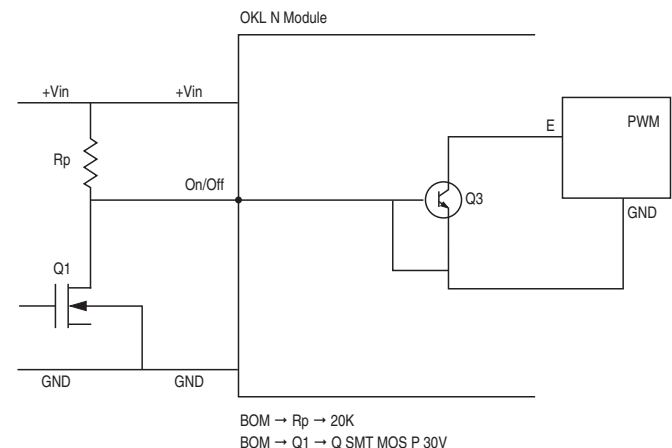 OKL N Module
+Vin
+Vin
E
PWM
Rp
On/Off
Q3
GND
Q1
GND
GND
BOM → Rp → 20K
BOM → Q1 → Q SMT MOS P 30V